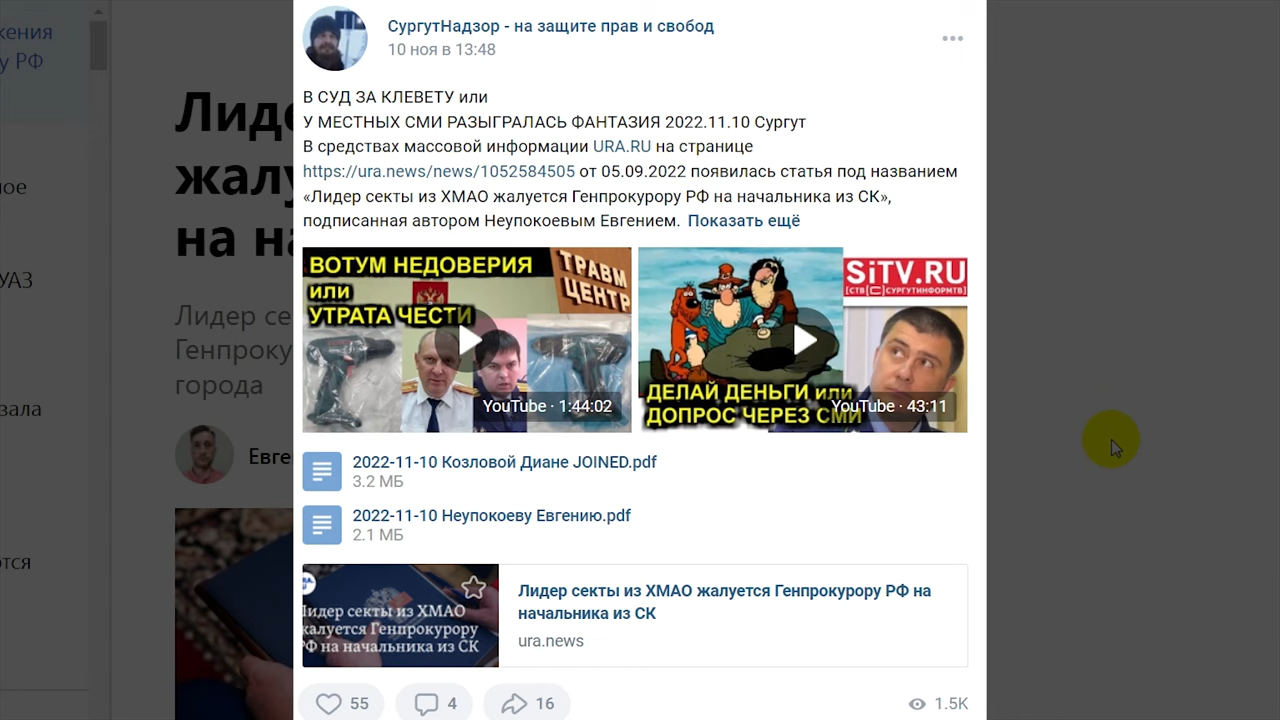 СургутНадзор - на защите прав и свобод
10 ноя в 13:48
В СУД ЗА КЛЕВЕТУ или
У МЕСТНЫХ СМИ РАЗЫГРАЛАСЬ ФАНТАЗИЯ 2022.11.10 Сургут
В средствах массовой информации URA.RU на странице
https://ura.news/news/1052584505 от 05.09.2022 появилась статья под названием
«Лидер секты из ХМАО жалуется Генпрокурору РФ на начальника из СК»,
подписанная автором Неупокоевым Евгением. Показать ещё
ВОТУМ НЕДОВЕРИЯ
или
УТРАТА ЧЕСТИ
ТРАВМ
ЦЕНТР
YouTube · 1:44:02
SiTV.RU
[СТВ [С] СУРГУТИНФОРМТВ]
ДЕЛАЙ ДЕНЬГИ или
ДОПРОС ЧЕРЕЗ СМИ
YouTube · 43:11
2022-11-10 Козловой Диане JOINED.pdf
3.2 МБ
2022-11-10 Неупокоеву Евгению.pdf
2.1 МБ
Лидер секты из ХМАО
жалуется Генпрокурору
РФ на начальника из СК
Лидер секты из ХМАО жалуется Генпрокурору РФ на
начальника из СК
ura.news
55
4
16
1.5K
жения
у РФ
ное
УАЗ
зала
отся
Лиде
жалу
на на
Лидер се
Генпроку
города
Евге